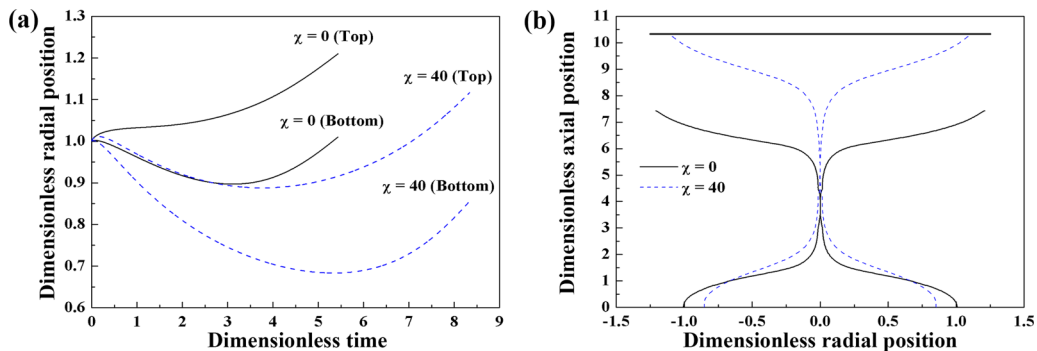 (a)
1.3
1.2
1.1
1.0
0.9
0.8
0.7
0.6
Dimensionless radial position
χ = 0 (Top)
χ = 40 (Top)
χ = 0 (Bottom)
χ = 40 (Bottom)
0 1 2 3 4 5 6 7 8 9
Dimensionless time
(b)
11
10
9
8
7
6
5
4
3
2
1
0
Dimensionless axial position
χ = 0
χ = 40
-1.5 -1.0 -0.5 0.0 0.5 1.0 1.5
Dimensionless radial position